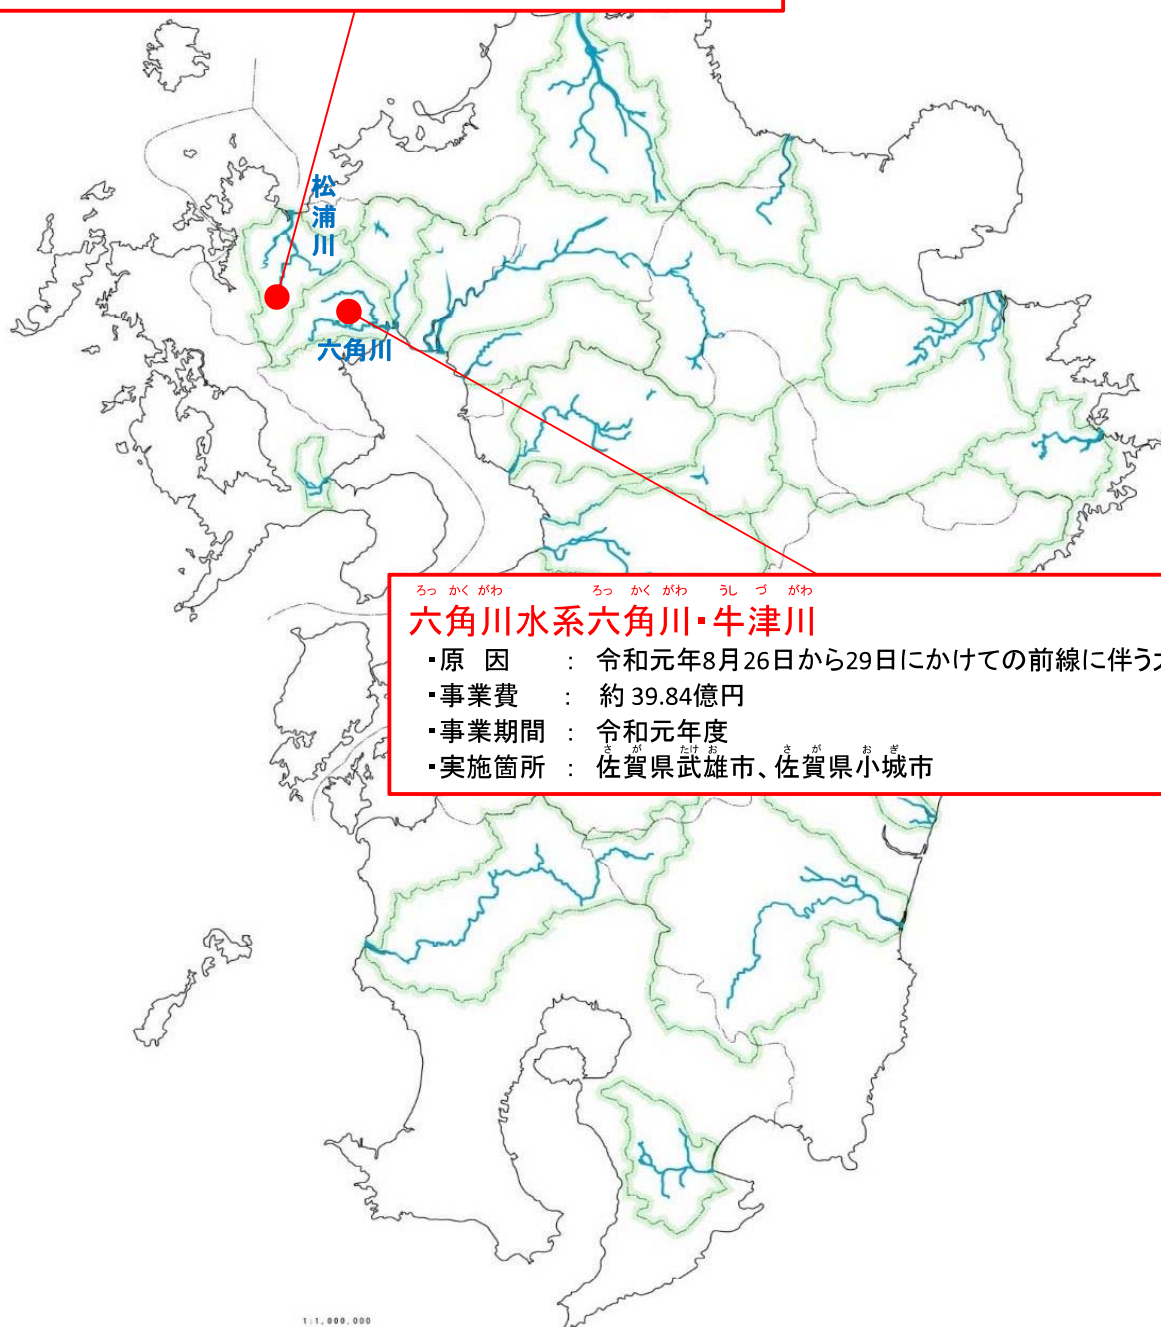 松浦川
六角川
ろっ かく がわ ろっ かく がわ うし づ がわ
六角川水系六角川・牛津川
・原 因 : 令和元年8月26日から29日にかけての前線に伴う
・事業費 : 約 39.84億円
・事業期間 : 令和元年度
さ が たけ お さ が お ぎ
・実施箇所 : 佐賀県武雄市、佐賀県小城市
1:1,000,000